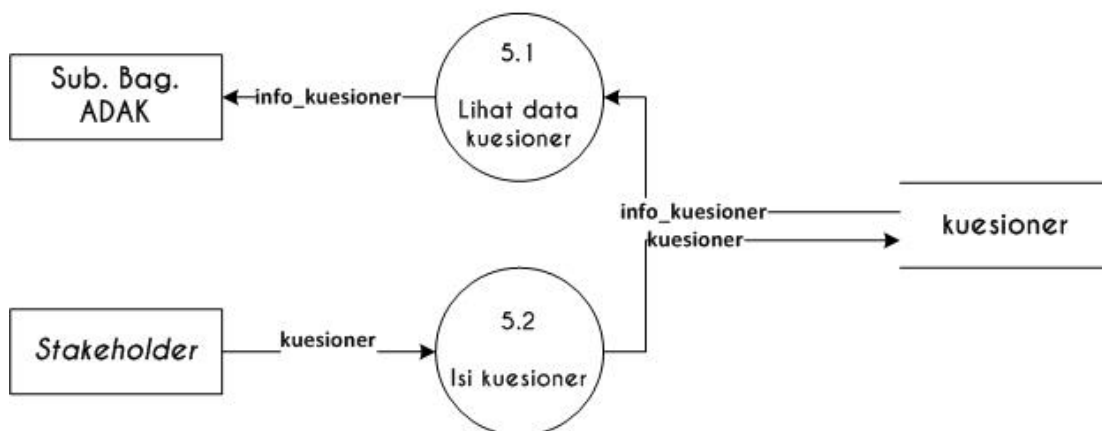 Sub. Bag.
ADAK
info_kuesioner
5.1
Lihat data
kuesioner
info_kuesioner
kuesioner
kuesioner
Stakeholder
kuesioner
5.2
Isi kuesioner